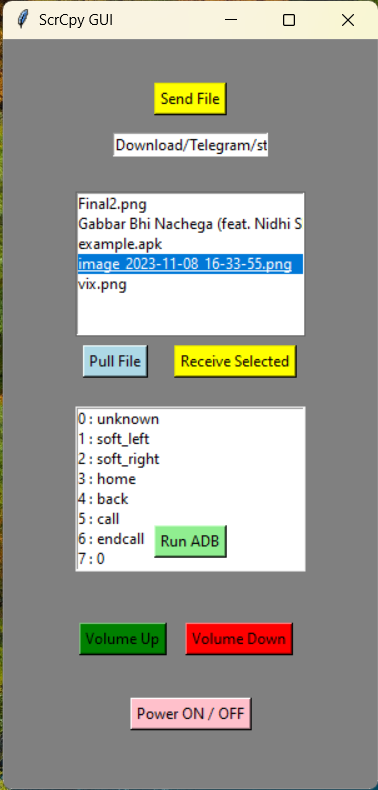 ScrCpy GUI
Send File
Download/Telegram/st
Final2.png
Gabbar Bhi Nachega (feat. Nidhi S
example.apk
image_2023-11-08_16-33-55.png
vix.png
Pull File
Receive Selected
0 : unknown
1 : soft_left
2 : soft_right
3 : home
4 : back
5 : call
6 : endcall
Run ADB
7 : 0
Volume Up
Volume Down
Power ON / OFF